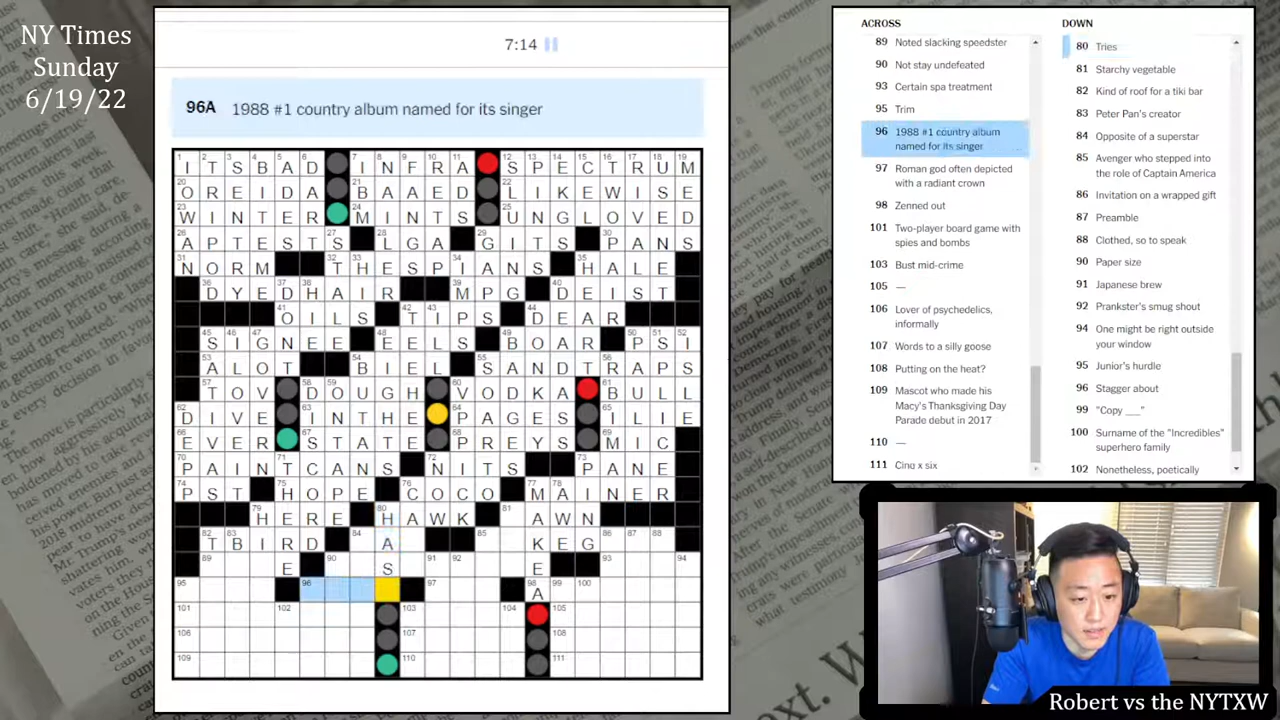 NY Times
Sunday
6/19/22
7:14
96A 1988 #1 country album named for its singer
I T S B A D I N F R A S P E C T R U M
O R E I D A B A A E D L I K E W I S E
W I N T E R M I N T S U N G L O V E D
A P T E S T S L G A G I T S P A N S
N O R M T H E S P I A N S H A L E
D Y E D H A I R M P G D E I S T
O I L S T I P S D E A R
S I G N E E E E L S B O A R P S I
A L O T B I E L S A N D T R A P S
T O V D O U G H V O D K A B U L L
D I V E I N T H E P A G E S I L I E
E V E R S T A T E P R E Y S M I C
P A I N T C A N S N I T S P A N E
P S T H O P E C O C O M A I N E R
H E R E H A W K A W N
T B I R D A K E G
E S E
A
ACROSS
89 Noted slacking speedster
90 Not stay undefeated
93 Certain spa treatment
95 Trim
96 1988 #1 country album
named for its singer
97 Roman god often depicted
with a radiant crown
98 Zenned out
101 Two-player board game with
spies and bombs
103 Bust mid-crime
105 —
106 Lover of psychedelics,
informally
107 Words to a silly goose
108 Putting on the heat?
109 Mascot who made his
Macy's Thanksgiving Day
Parade debut in 2017
110 —
111 Cinq x six
DOWN
80 Tries
81 Starchy vegetable
82 Kind of roof for a tiki bar
83 Peter Pan's creator
84 Opposite of a superstar
85 Avenger who stepped into
the role of Captain America
86 Invitation on a wrapped gift
87 Preamble
88 Clothed, so to speak
90 Paper size
91 Japanese brew
92 Prankster's smug shout
94 One might be right outside
your window
95 Junior's hurdle
96 Stagger about
99 "Copy ___"
100 Surname of the "Incredibles"
superhero family
102 Nonetheless, poetically
Robert vs the NYTXW